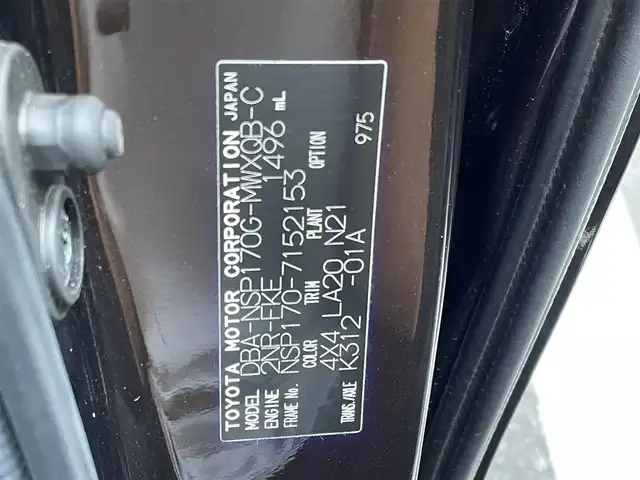 TOYOTA MOTOR CORPORATION JAPAN
MODEL DBA-NSP170G-MWXQB-C
ENGINE 2NR-FKE 1496 mL
FRAME No. NSP170-7152153
COLOR TRIM PLANT OPTION
4X4 LA20 N21
TRANS./AXLE K312 -01A
975